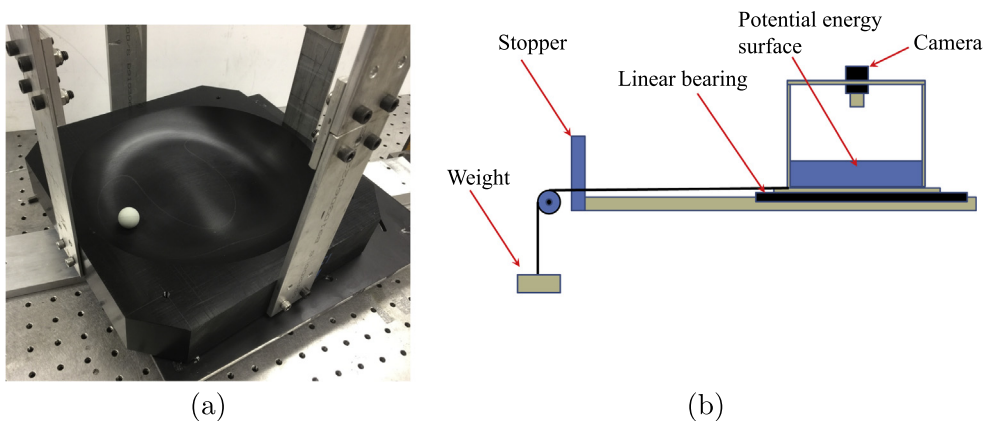 Potential energy
surface
Stopper
Camera
Linear bearing
Weight
(a)
(b)